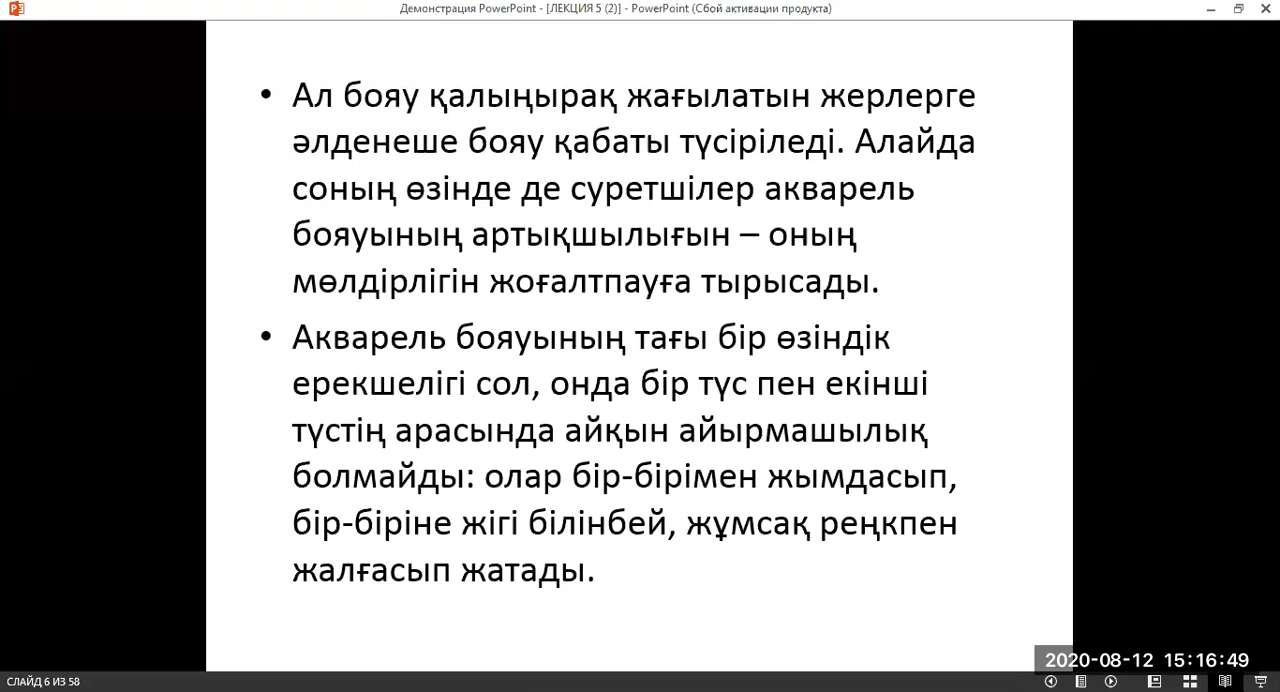 Демонстрация PowerPoint - [ЛЕКЦИЯ 5 (2)] - PowerPoint (Сбой активации продукта)
• Ал бояу қалыңырақ жағылатын жерлерге
әлденеше бояу қабаты түсіріледі. Алайда
соның өзінде де суретшілер акварель
бояуының артықшылығын – оның
мөлдірлігін жоғалтпауға тырысады.
• Акварель бояуының тағы бір өзіндік
ерекшелігі сол, онда бір түс пен екінші
түстің арасында айқын айырмашылық
болмайды: олар бір-бірімен жымдасып,
бір-біріне жігі білінбей, жұмсақ реңкпен
жалғасып жатады.
2020-08-12 15:16:49
СЛАЙД 6 ИЗ 58